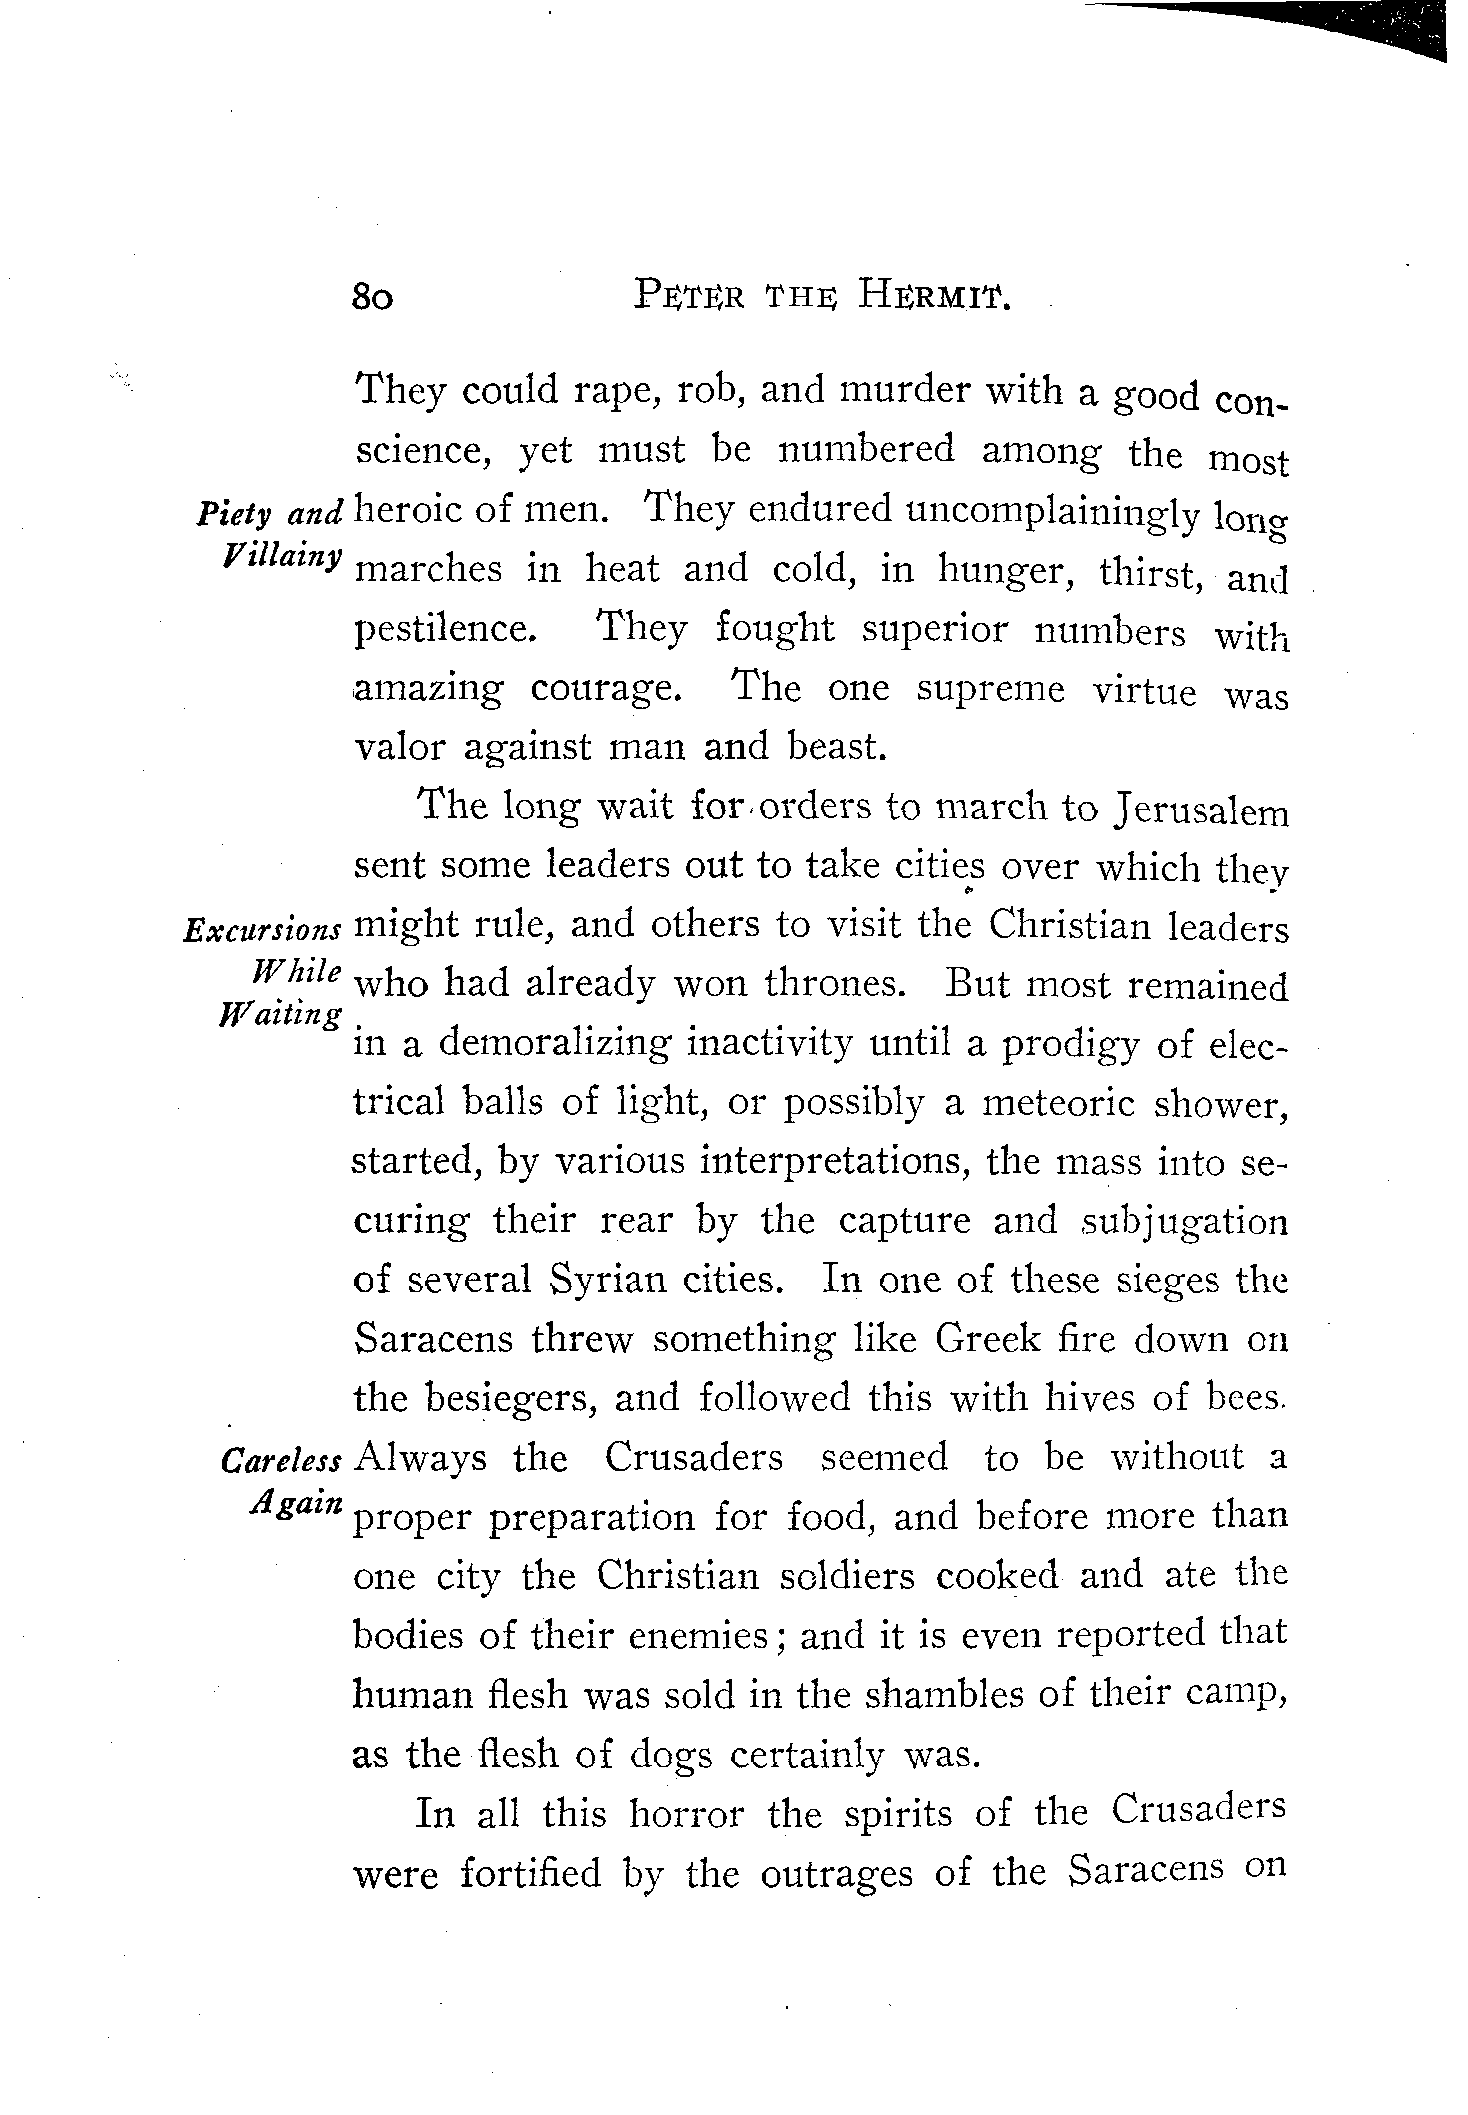 80 PETER THE HERMIT.
They could rape, rob, and murder with a good con-
science, yet must be numbered among the most
Piety and heroic of men. They endured uncomplainingly long
Villainy marches in heat and cold, in hunger, thirst, and
pestilence. They fought superior numbers with
amazing courage. The one supreme virtue was
valor against man and beast.
The long wait for orders to march to Jerusalem
sent some leaders out to take cities over which they
Excursions might rule, and others to visit the Christian leaders
While who had already won thrones. But most remained
Waiting
in a demoralizing inactivity until a prodigy of elec-
trical balls of light, or possibly a meteoric shower,
started, by various interpretations, the mass into se-
curing their rear by the capture and subjugation
of several Syrian cities. In one of these sieges the
Saracens threw something like Greek fire down on
the besiegers, and followed this with hives of bees.
Careless Always the Crusaders seemed to be without a
Again proper preparation for food, and before more than
one city the Christian soldiers cooked and ate the
bodies of their enemies; and it is even reported that
human flesh was sold in the shambles of their camp,
as the flesh of dogs certainly was.
In all this horror the spirits of the Crusaders
were fortified by the outrages of the Saracens on